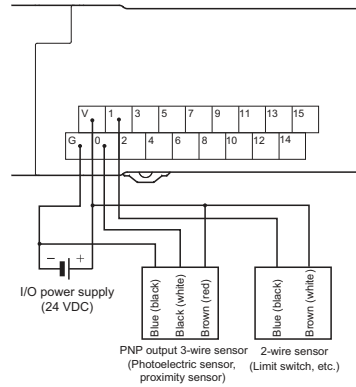 V 1 3 5 7 9 11 13 15
G 0 2 4 6 8 10 12 14
− +
I/O power supply
(24 VDC)
Blue (black)
Black (white)
Brown (red)
Blue (black)
Brown (white)
PNP output 3-wire sensor
(Photoelectric sensor,
proximity sensor)
2-wire sensor
(Limit switch, etc.)